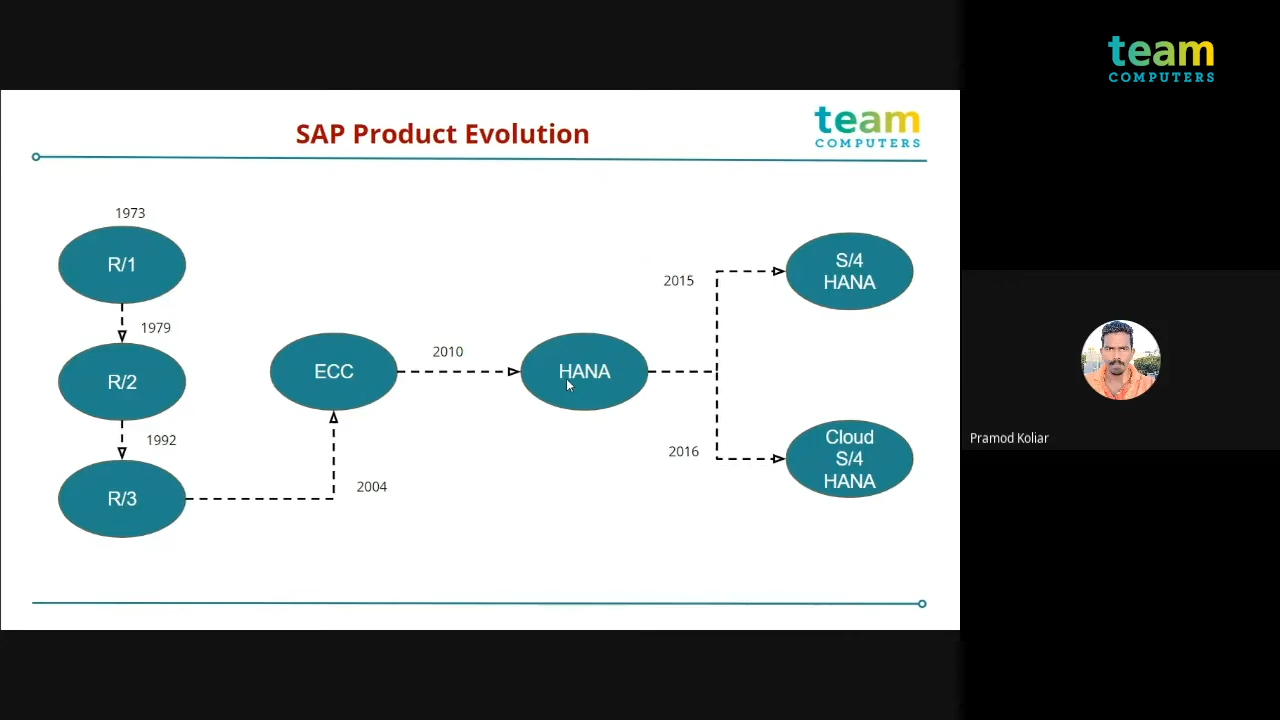 team
COMPUTERS
SAP Product Evolution
team
COMPUTERS
1973
R/1
1979
R/2
1992
R/3
2004
ECC
2010
HANA
2015
S/4
HANA
2016
Cloud
S/4
HANA
Pramod Koliar